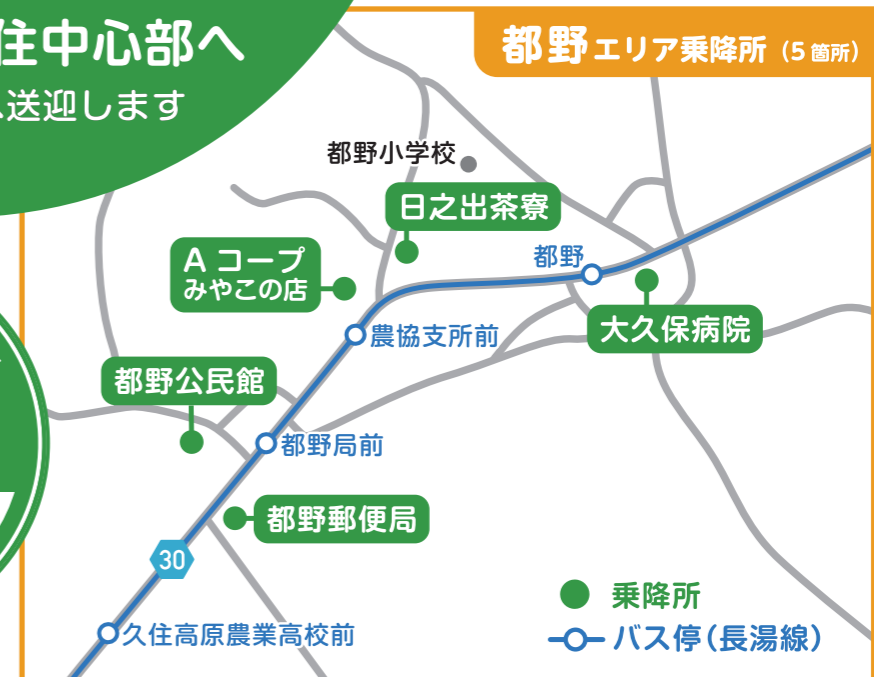 住中心部へ
送迎します
都野エリア乗降所（5箇所）
都野小学校
日之出茶寮
A コープ
みやこの店
都野
大久保病院
農協支所前
都野公民館
都野局前
都野郵便局
30
久住高原農業高校前
乗降所
バス停（長湯線）